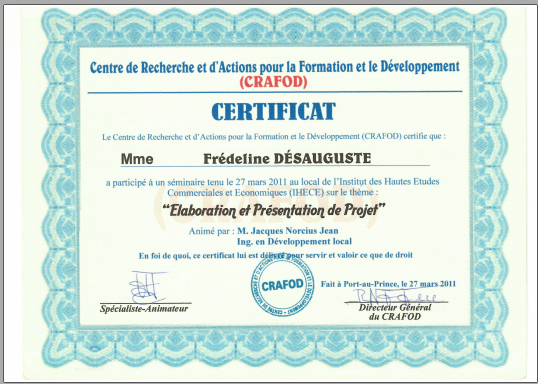 Centre de Recherche et d'Actions pour la Formation et le Développement
(CRAFOD)
CERTIFICAT
Le Centre de Recherche et d'Actions pour la Formation et le Développement (CRAFOD) certifie que :
Mme Frédeline DÉSAUGUSTE
a participé à un séminaire tenu le 27 mars 2011 au local de l'Institut des Hautes Etudes
Commerciales et Economiques (IHECE) sur le thème :
"Elaboration et Présentation de Projet"
Animé par : M. Jacques Norcius Jean
Ing. en Développement local
En foi de quoi, ce certificat lui est délivré pour servir et valoir ce que de droit
CRAFOD
Fait à Port-au-Prince, le 27 mars 2011
Spécialiste-Animateur
Directeur Général
du CRAFOD